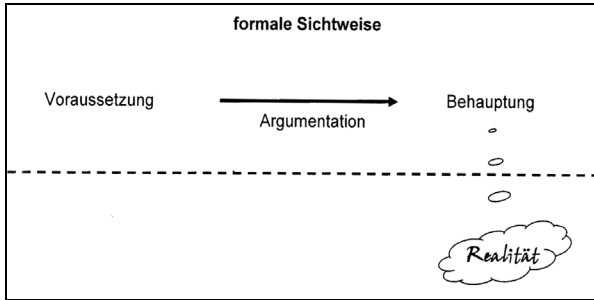 formale Sichtweise
Voraussetzung
Behauptung
Argumentation
Realität